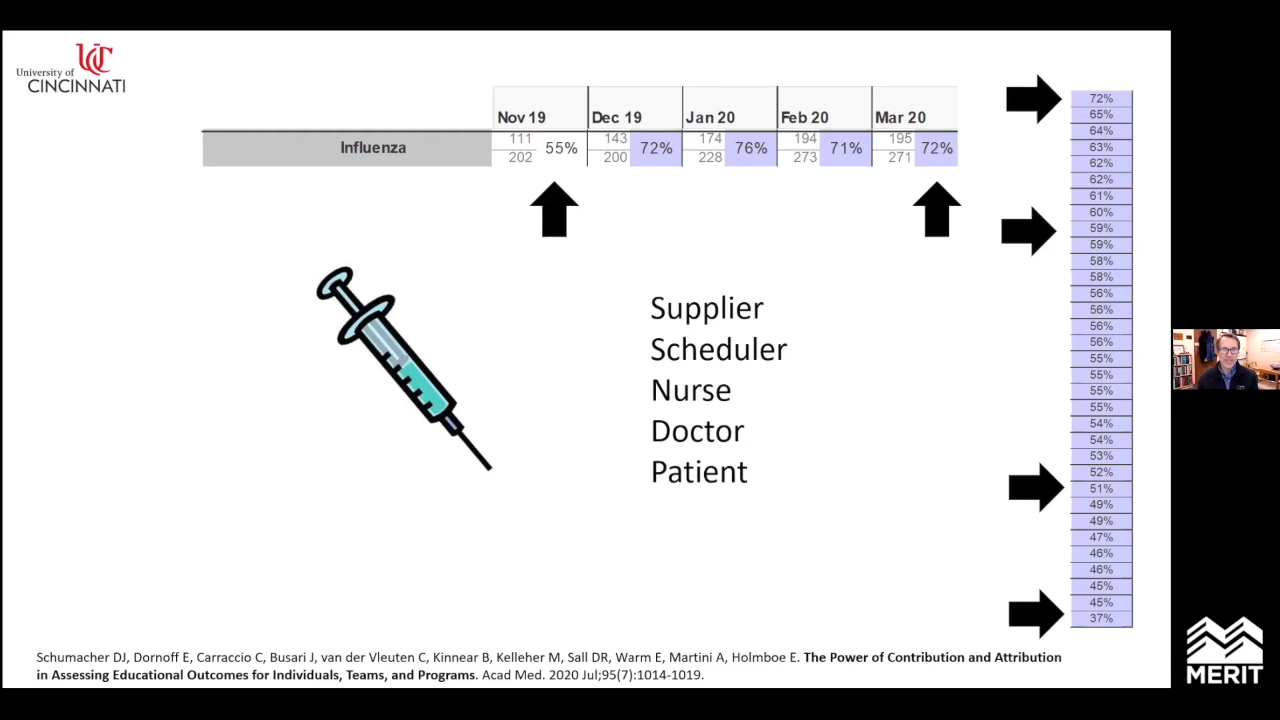 University of
CINCINNATI
Nov 19 Dec 19 Jan 20 Feb 20 Mar 20
Influenza
111 143 174 194 195
55% 72% 76% 71% 72%
202 200 228 273 271
Supplier
Scheduler
Nurse
Doctor
Patient
72%
65%
64%
63%
62%
62%
61%
60%
59%
59%
58%
58%
56%
56%
56%
56%
55%
55%
55%
55%
54%
54%
53%
52%
51%
49%
49%
47%
46%
46%
45%
45%
37%
Schumacher DJ, Dornoff E, Carraccio C, Busari J, van der Vleuten C, Kinnear B, Kelleher M, Sall DR, Warm E, Martini A, Holmboe E. The Power of Contribution and Attribution
in Assessing Educational Outcomes for Individuals, Teams, and Programs. Acad Med. 2020 Jul;95(7):1014-1019.
MERIT